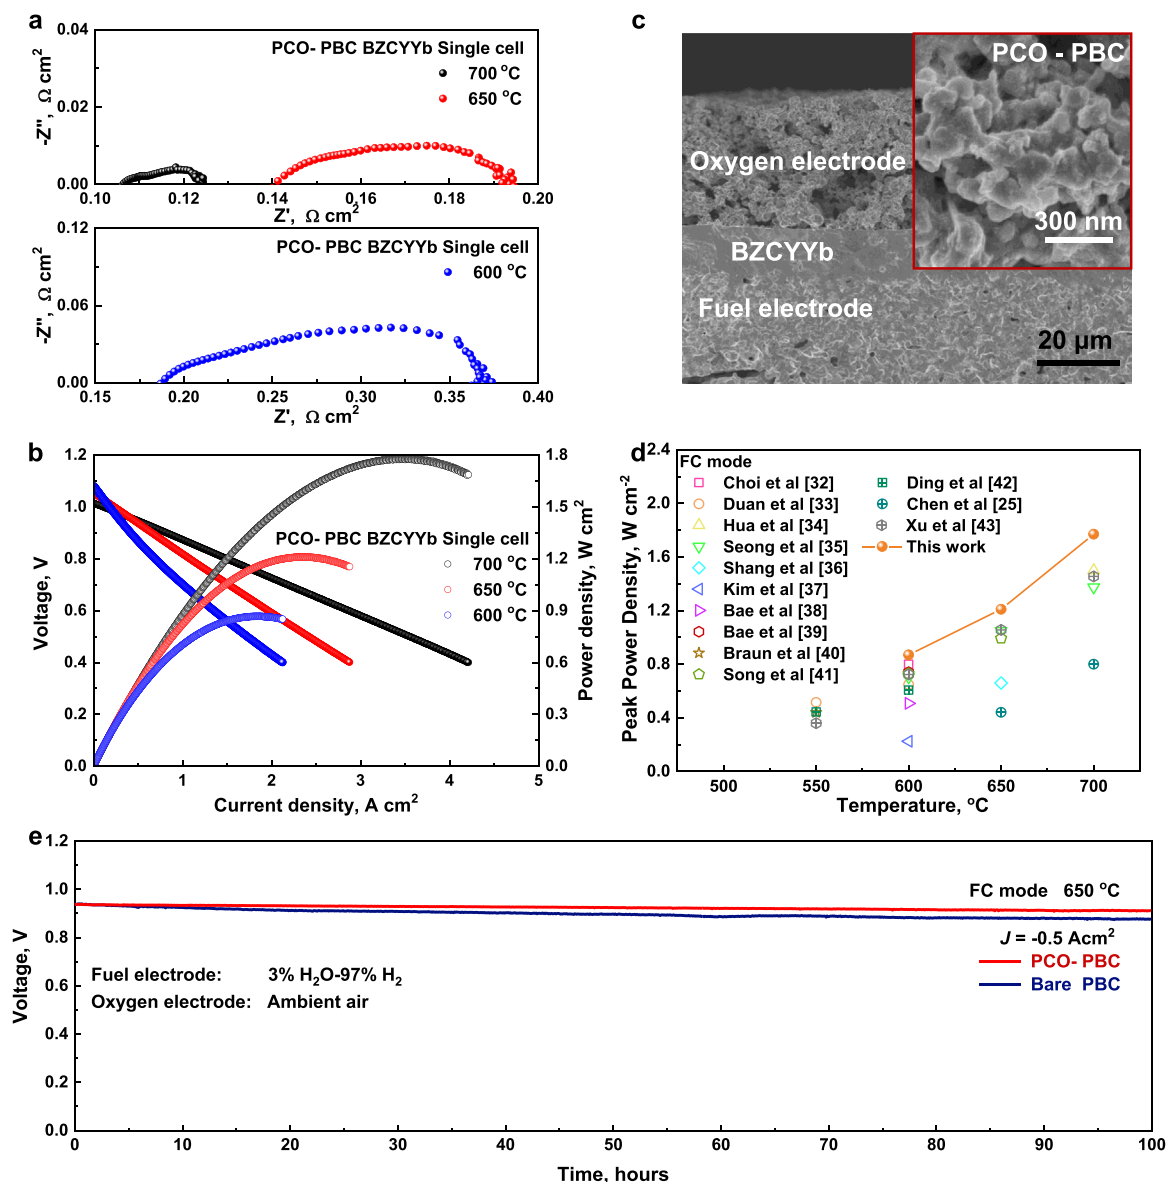 a
0.04
0.02
0.00
-Z", Ω cm2
PCO- PBC BZCYYb Single cell
700 oC
650 oC
0.10 0.12 0.14 0.16 0.18 0.20
Z', Ω cm2
0.12
0.06
0.00
-Z", Ω cm2
PCO- PBC BZCYYb Single cell
600 oC
0.15 0.20 0.25 0.30 0.35 0.40
Z', Ω cm2
c
PCO - PBC
Oxygen electrode
300 nm
BZCYYb
Fuel electrode
20 μm
b
1.2
1.0
0.8
0.6
0.4
0.2
0.0
Voltage, V
PCO- PBC BZCYYb Single cell
700 oC
650 oC
600 oC
1.8
1.5
1.2
0.9
0.6
0.3
0.0
Power density, W cm2
0 1 2 3 4 5
Current density, A cm2
d
2.4
2.0
1.6
1.2
0.8
0.4
0.0
Peak Power Density, W cm-2
FC mode
Choi et al [32]
Duan et al [33]
Hua et al [34]
Seong et al [35]
Shang et al [36]
Kim et al [37]
Bae et al [38]
Bae et al [39]
Braun et al [40]
Song et al [41]
Ding et al [42]
Chen et al [25]
Xu et al [43]
This work
500 550 600 650 700
Temperature, oC
e
1.2
1.0
0.8
0.6
0.4
0.2
0.0
Voltage, V
FC mode 650 oC
J = -0.5 Acm2
PCO- PBC
Bare PBC
Fuel electrode: 3% H2O-97% H2
Oxygen electrode: Ambient air
0 10 20 30 40 50 60 70 80 90 100
Time, hours